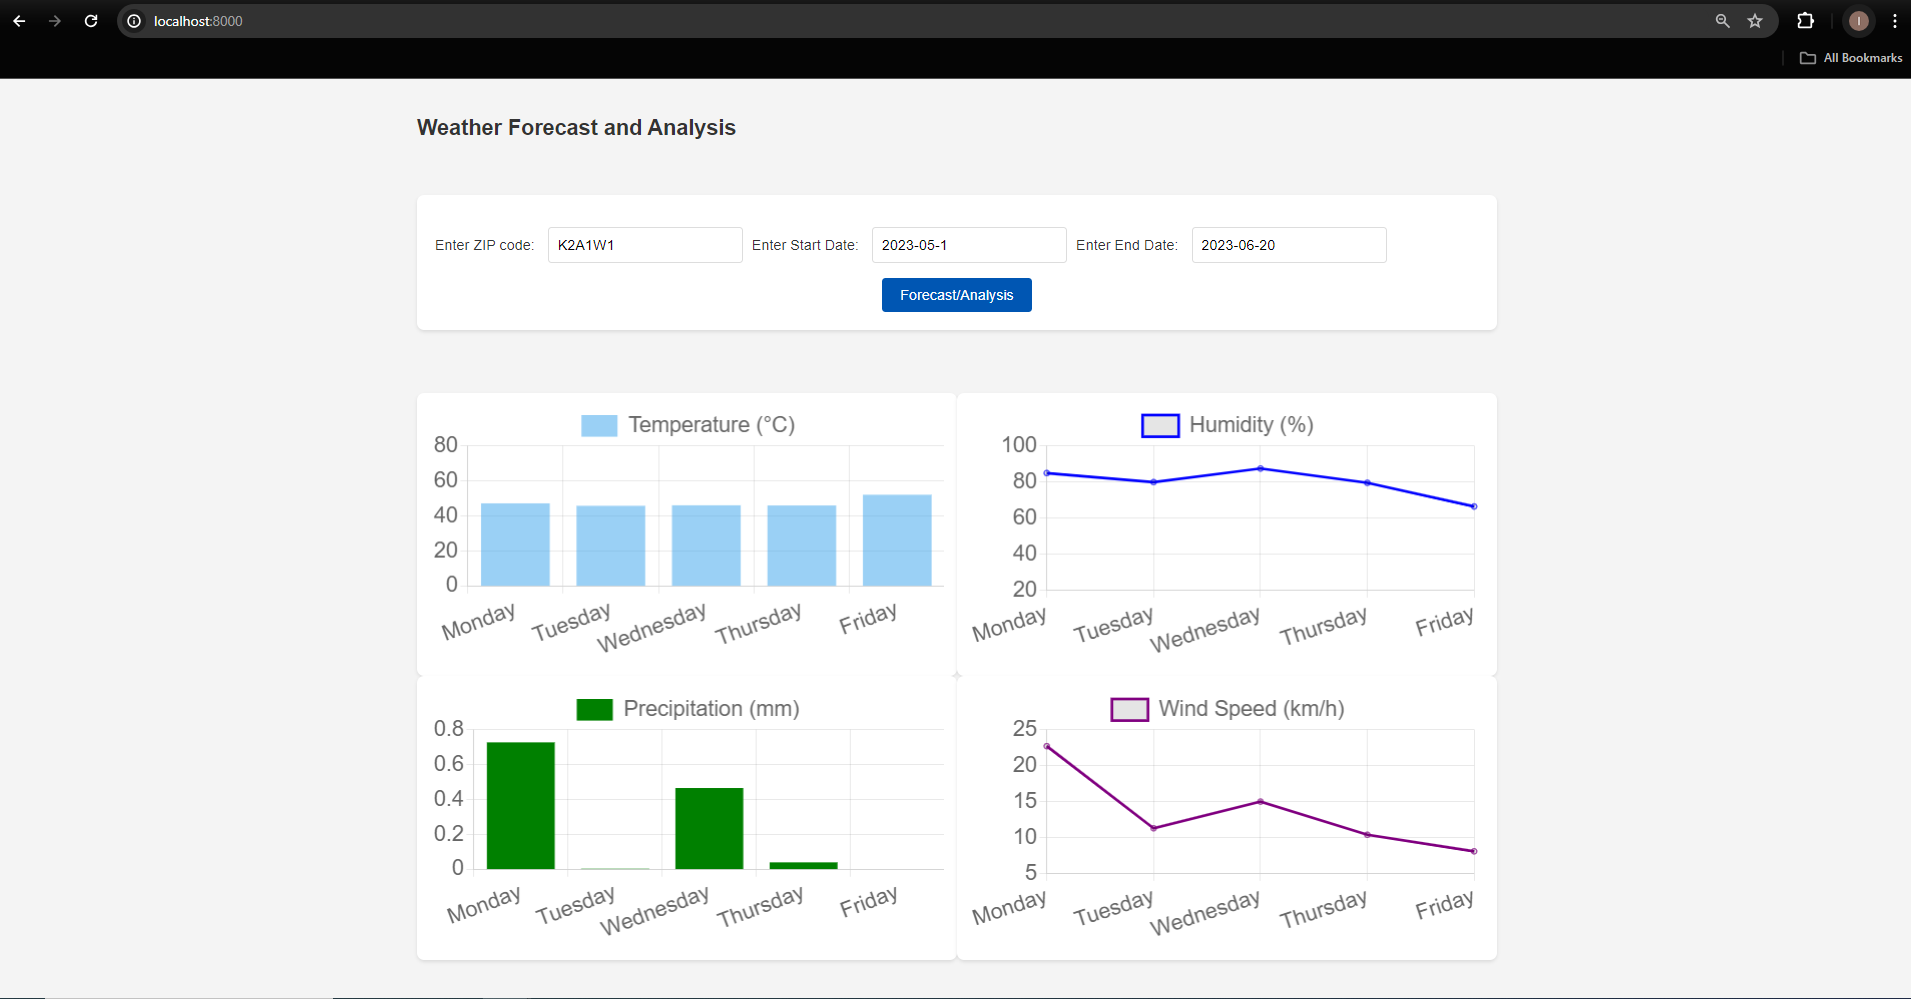 localhost:8000
All Bookmarks
Weather Forecast and Analysis
Enter ZIP code: K2A1W1 Enter Start Date: 2023-05-1 Enter End Date: 2023-06-20
Forecast/Analysis
Temperature (°C)
80
60
40
20
0
Monday Tuesday Wednesday Thursday Friday
Humidity (%)
100
80
60
40
20
Monday Tuesday Wednesday Thursday Friday
Precipitation (mm)
0.8
0.6
0.4
0.2
0
Monday Tuesday Wednesday Thursday Friday
Wind Speed (km/h)
25
20
15
10
5
Monday Tuesday Wednesday Thursday Friday